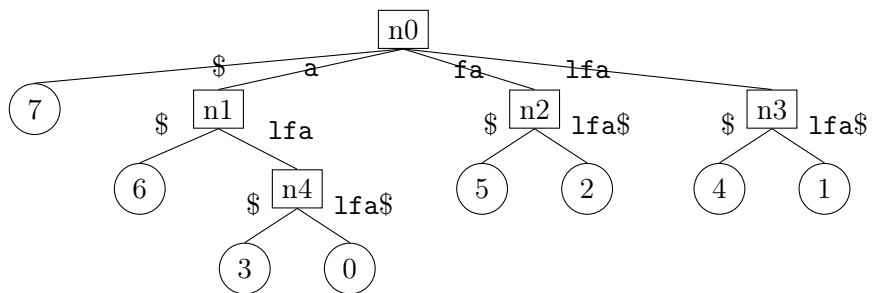 n0
$ a fa lfa
7 n1 n2 n3
$ lfa $ lfa$ $ lfa$
6 n4 5 2 4 1
$ lfa$
3 0